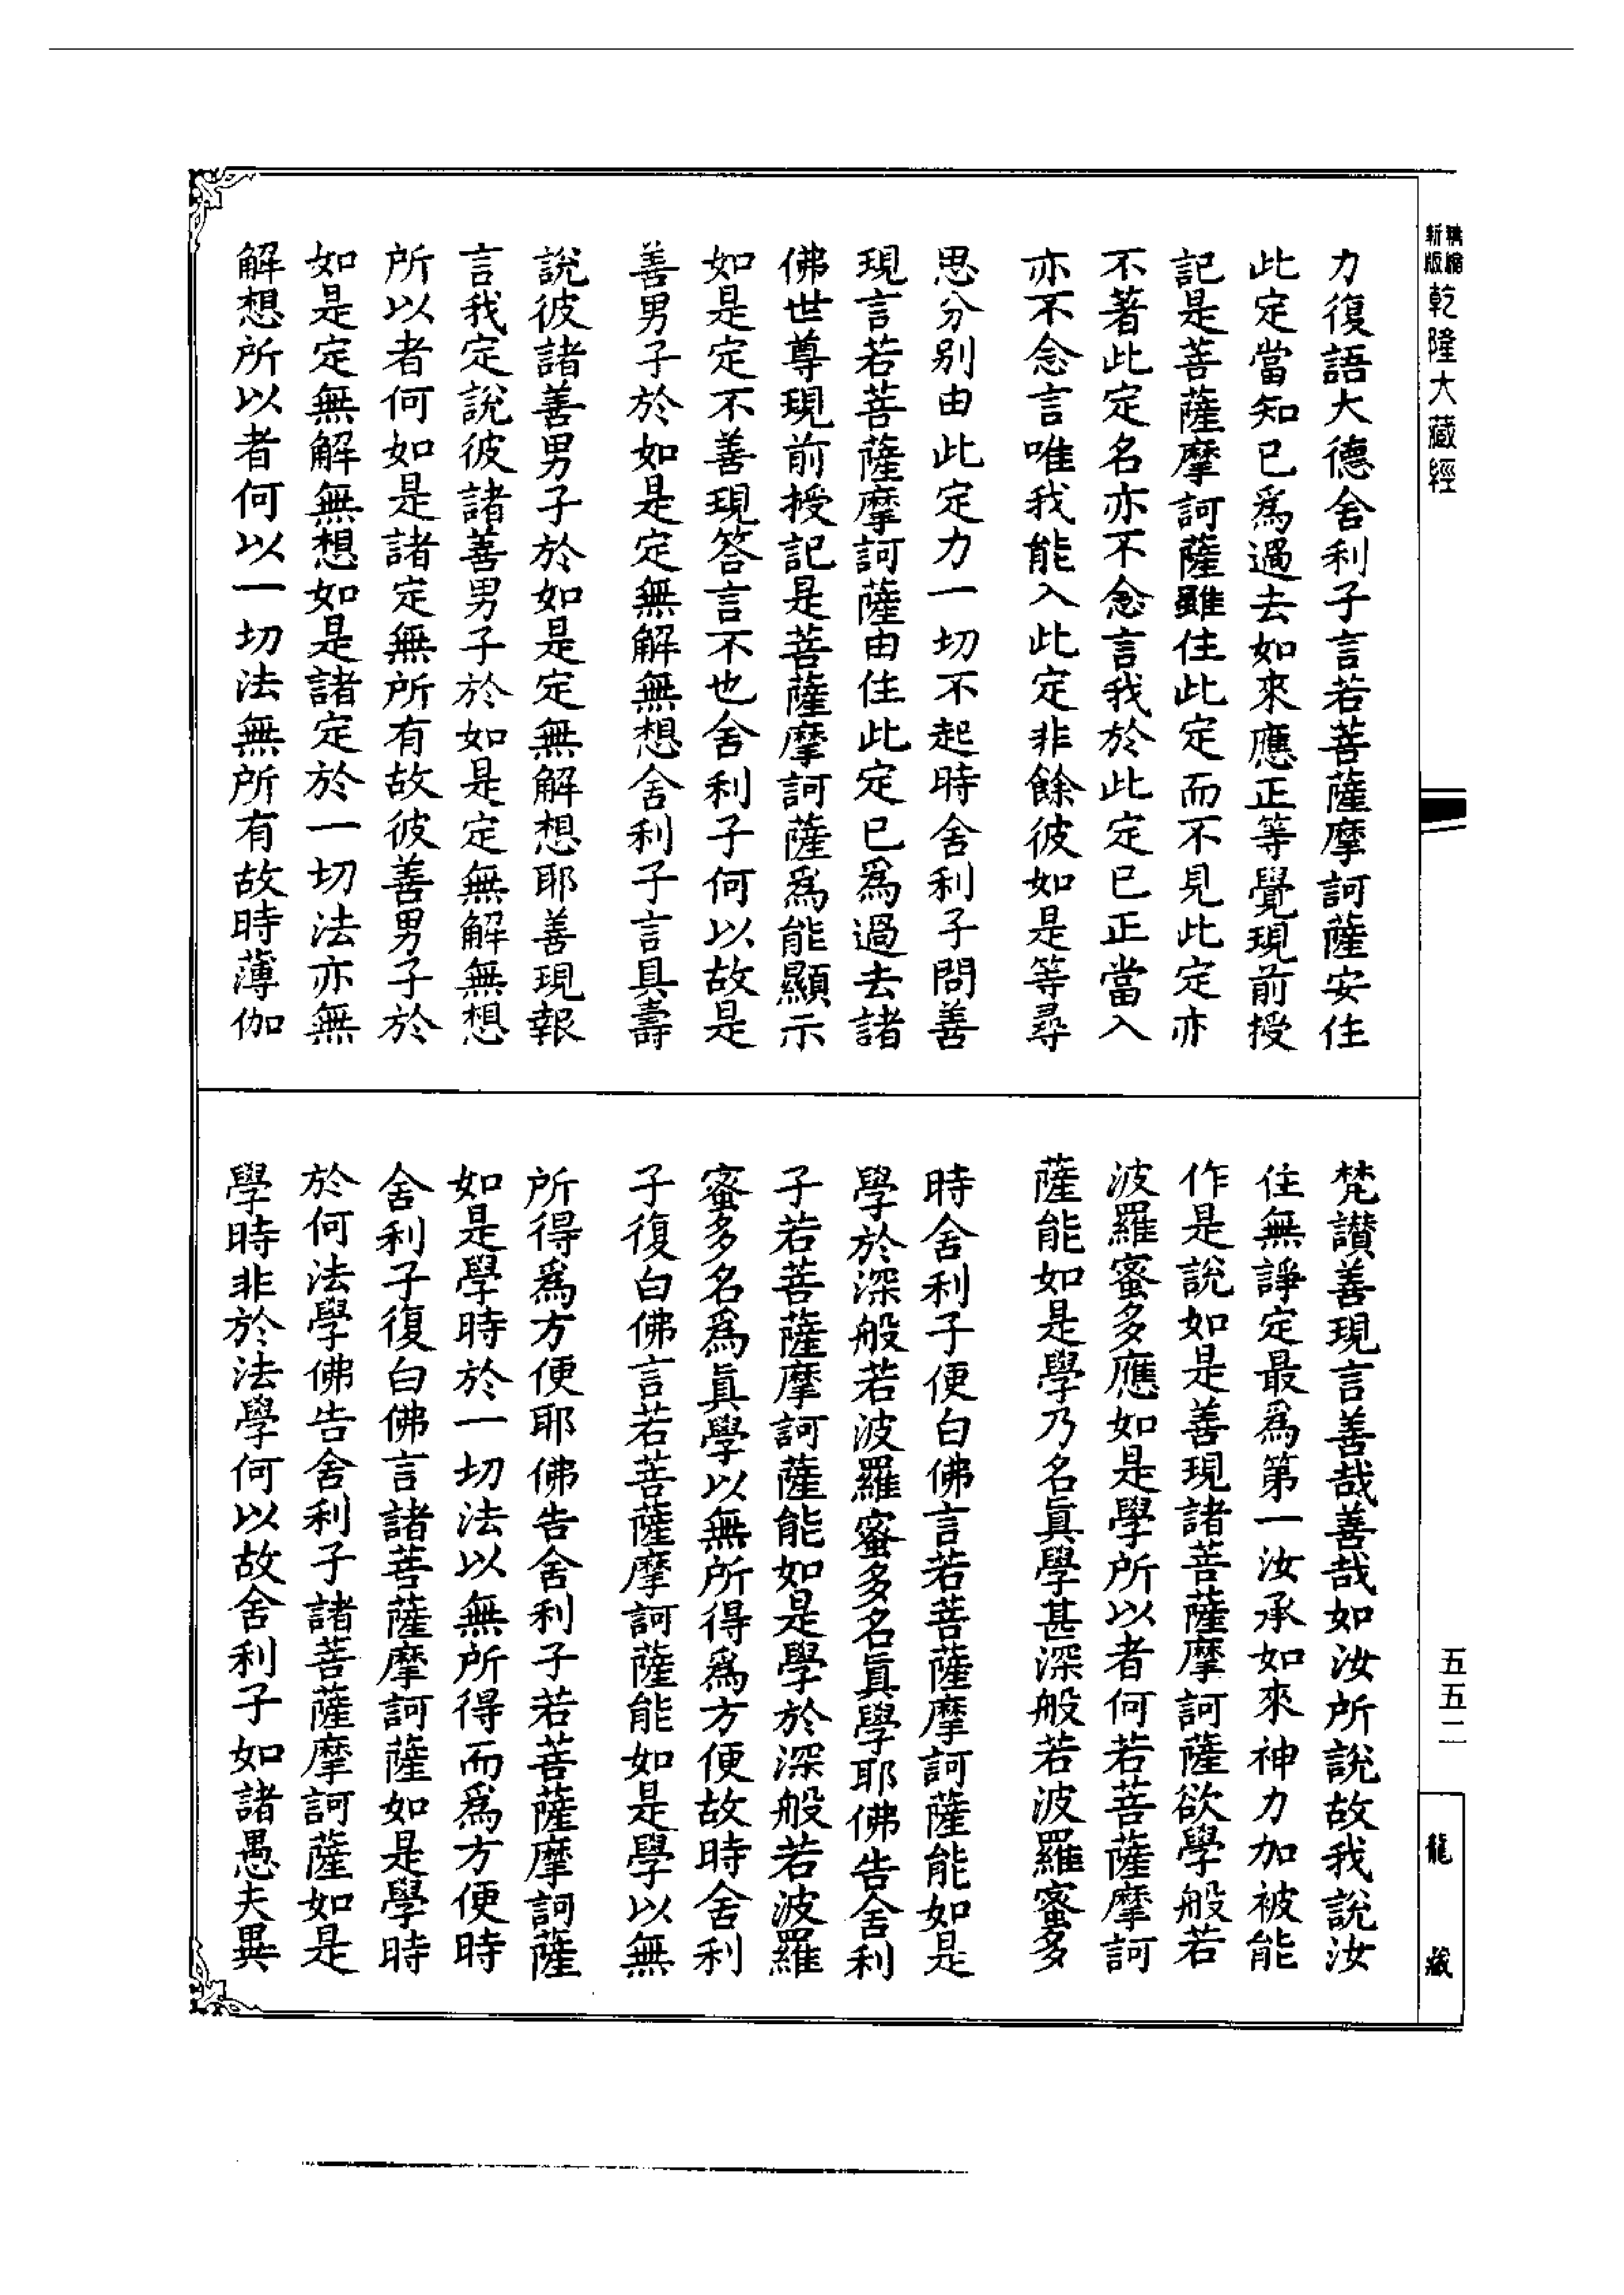 精縮
新版
乾隆大藏經
力復語大德舍利子言若菩薩摩訶薩安住
此定當知已爲過去如來應正等覺現前授
記是菩薩摩訶薩雖住此定而不見此定亦
不著此定名亦不念言我於此定已正當入
亦不念言唯我能入此定非餘彼如是等尋
思分别由此定力一切不起時舍利子問善
現言若菩薩摩訶薩由住此定已爲過去諸
佛世尊現前授記是菩薩摩訶薩爲能顯示
如是定不善現答言不也舍利子何以故是
善男子於如是定無解無想舍利子言具壽
說彼諸善男子於如是定無解想耶善現報
言我定說彼諸善男子於如是定無解無想
所以者何如是諸定無所有故彼善男子於
如是定無解無想如是諸定於一切法亦無
解想所以者何以一切法無所有故時薄伽
梵讃善現言善哉善哉如汝所說故我說汝
住無諍定最爲第一汝承如來神力加被能
作是說如是善現諸菩薩摩訶薩欲學般若
波羅蜜多應如是學所以者何若菩薩摩訶
薩能如是學乃名眞學甚深般若波羅蜜多
時舍利子便白佛言若菩薩摩訶薩能如是
學於深般若波羅蜜多名眞學耶佛告舍利
子若菩薩摩訶薩能如是學於深般若波羅
蜜多名爲眞學以無所得爲方便故時舍利
子復白佛言若菩薩摩訶薩能如是學以無
所得爲方便耶佛告舍利子若菩薩摩訶薩
如是學時於一切法以無所得而爲方便時
舍利子復白佛言諸菩薩摩訶薩如是學時
於何法學佛告舍利子諸菩薩摩訶薩如是
學時非於法學何以故舍利子如諸愚夫異
五五二
龍藏